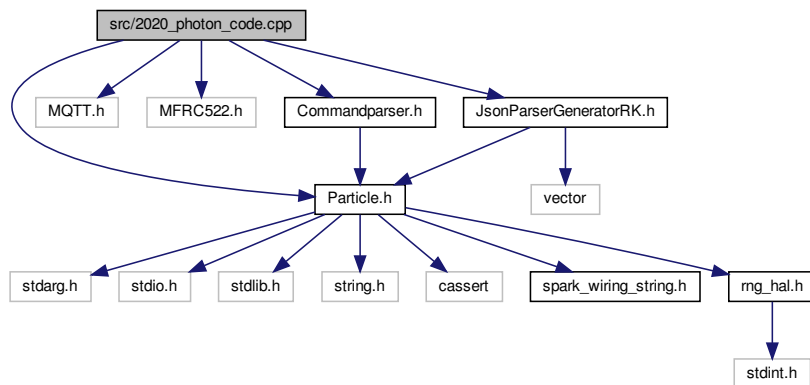 src/2020_photon_code.cpp
MQTT.h
MFRC522.h
Commandparser.h
JsonParserGeneratorRK.h
Particle.h
vector
stdarg.h
stdio.h
stdlib.h
string.h
cassert
spark_wiring_string.h
rng_hal.h
stdint.h